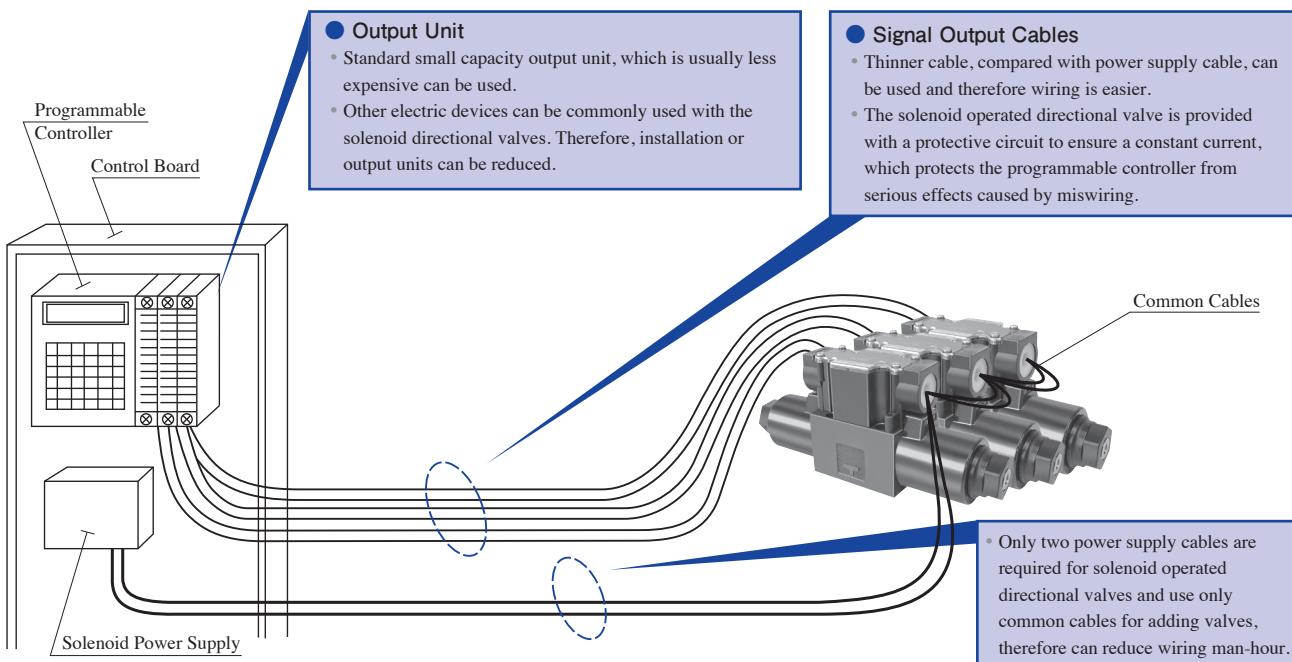 ● Output Unit
• Standard small capacity output unit, which is usually less
expensive can be used.
• Other electric devices can be commonly used with the
solenoid directional valves. Therefore, installation or
output units can be reduced.
● Signal Output Cables
• Thinner cable, compared with power supply cable, can
be used and therefore wiring is easier.
• The solenoid operated directional valve is provided
with a protective circuit to ensure a constant current,
which protects the programmable controller from
serious effects caused by miswiring.
Programmable
Controller
Control Board
Common Cables
• Only two power supply cables are
required for solenoid operated
directional valves and use only
common cables for adding valves,
therefore can reduce wiring man-hour.
Solenoid Power Supply